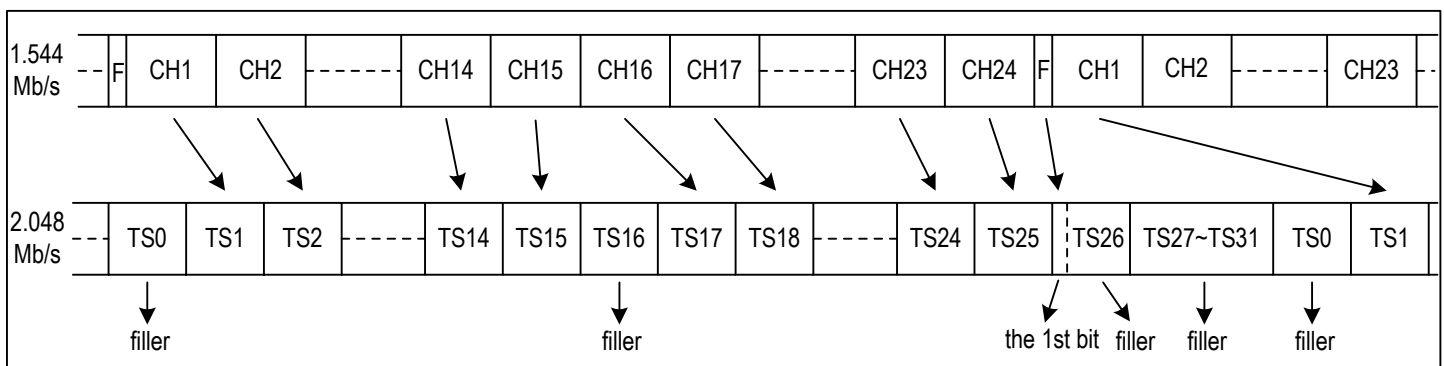 1.544
Mb/s
F CH1 CH2 CH14 CH15 CH16 CH17 CH23 CH24 F CH1 CH2 CH23
2.048
Mb/s
TS0 TS1 TS2 TS14 TS15 TS16 TS17 TS18 TS24 TS25 TS26 TS27~TS31 TS0 TS1
filler filler the 1st bit filler filler filler